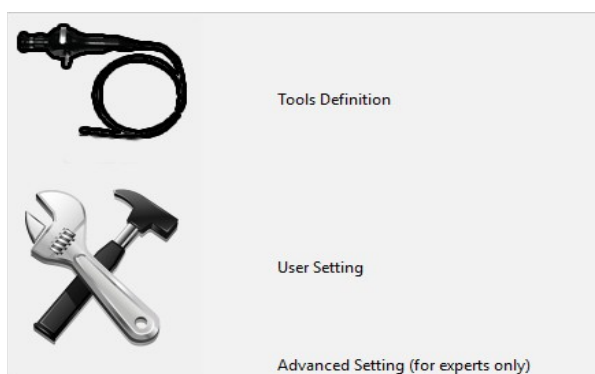 Tools Definition
User Setting
Advanced Setting (for experts only)